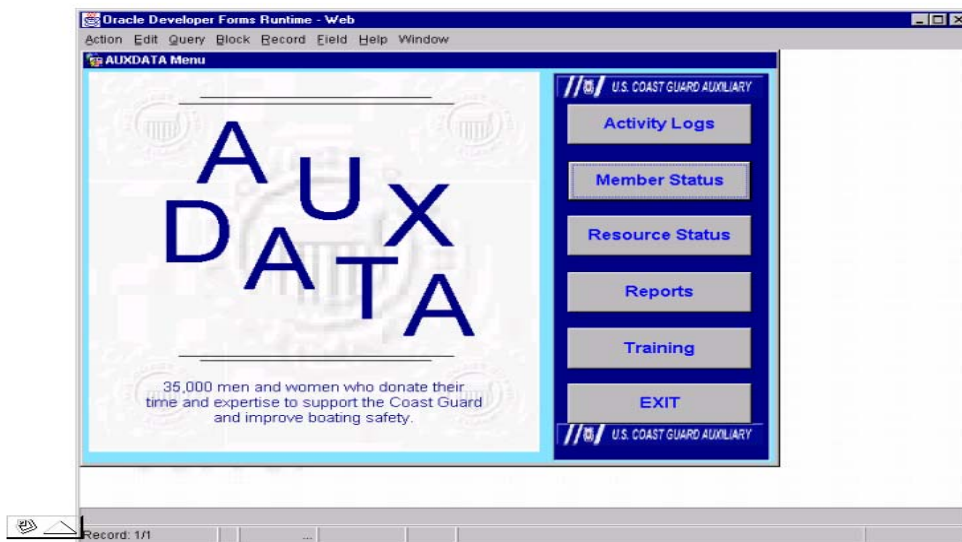 Oracle Developer Forms Runtime - Web
Action Edit Query Block Record Field Help Window
AUXDATA Menu
AUX
DATA
35,000 men and women who donate their
time and expertise to support the Coast Guard
and improve boating safety.
U.S. COAST GUARD AUXILIARY
Activity Logs
Member Status
Resource Status
Reports
Training
EXIT
U.S. COAST GUARD AUXILIARY
Record: 1/1
...